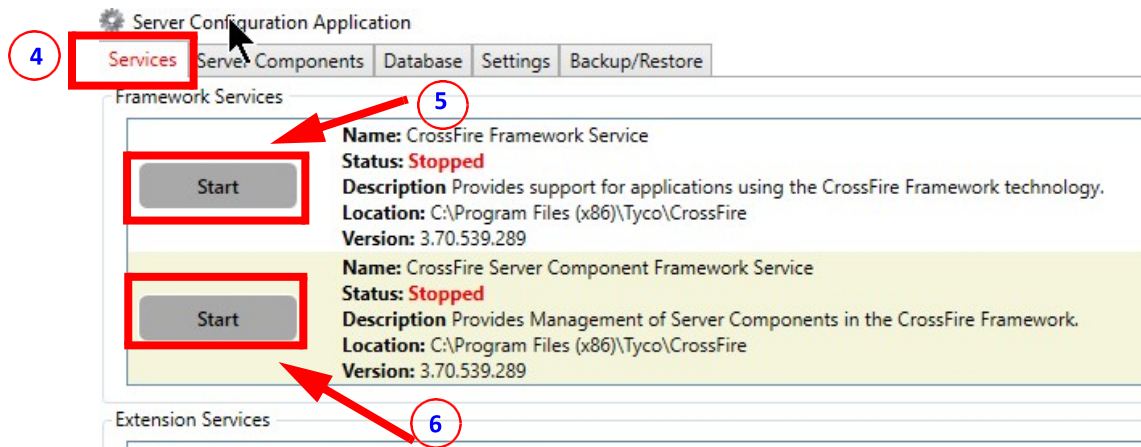 Server Configuration Application
4
Services Server Components Database Settings Backup/Restore
Framework Services
5
Name: CrossFire Framework Service
Status: Stopped
Start
Description Provides support for applications using the CrossFire Framework technology.
Location: C:\Program Files (x86)\Tyco\CrossFire
Version: 3.70.539.289
Name: CrossFire Server Component Framework Service
Status: Stopped
Start
Description Provides Management of Server Components in the CrossFire Framework.
Location: C:\Program Files (x86)\Tyco\CrossFire
Version: 3.70.539.289
Extension Services
6